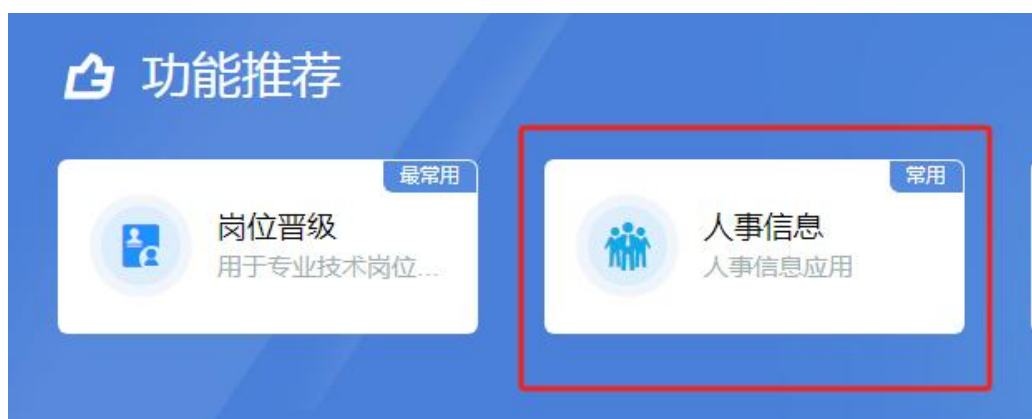 功能推荐
最常用
岗位晋级
用于专业技术岗位...
常用
人事信息
人事信息应用